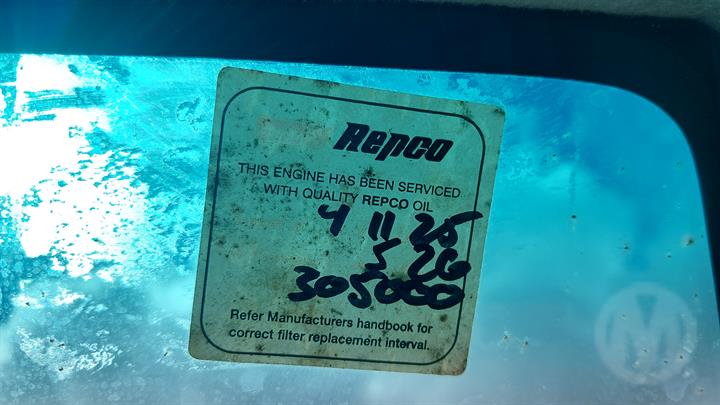 Repco
THIS ENGINE HAS BEEN SERVICED
WITH QUALITY REPCO OIL
4 11 25
5 26
305000
Refer Manufacturers handbook for
correct filter replacement interval.
M